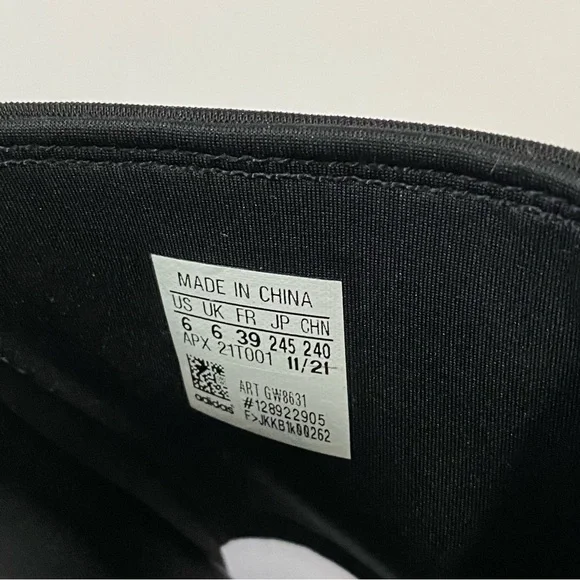 MADE IN CHINA
US UK FR JP CHN
6 6 39 245 240
APX 21T001 11/21
ART GW8631
#128922905
F>JKKB1k00262
adidas